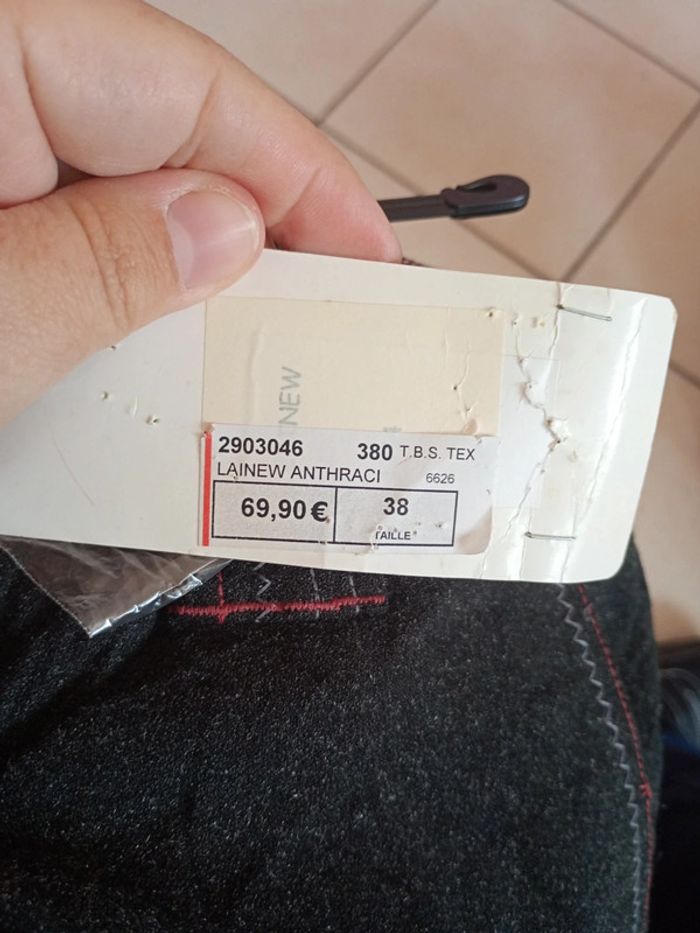 NEW
2903046 380 T.B.S. TEX
LAINEW ANTHRACI 6626
69,90 € 38
TAILLE